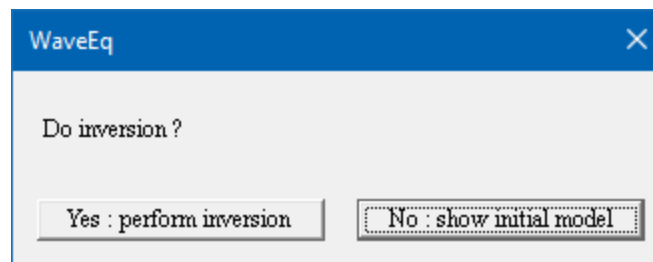 WaveEq
Do inversion ?
Yes : perform inversion
No : show initial model